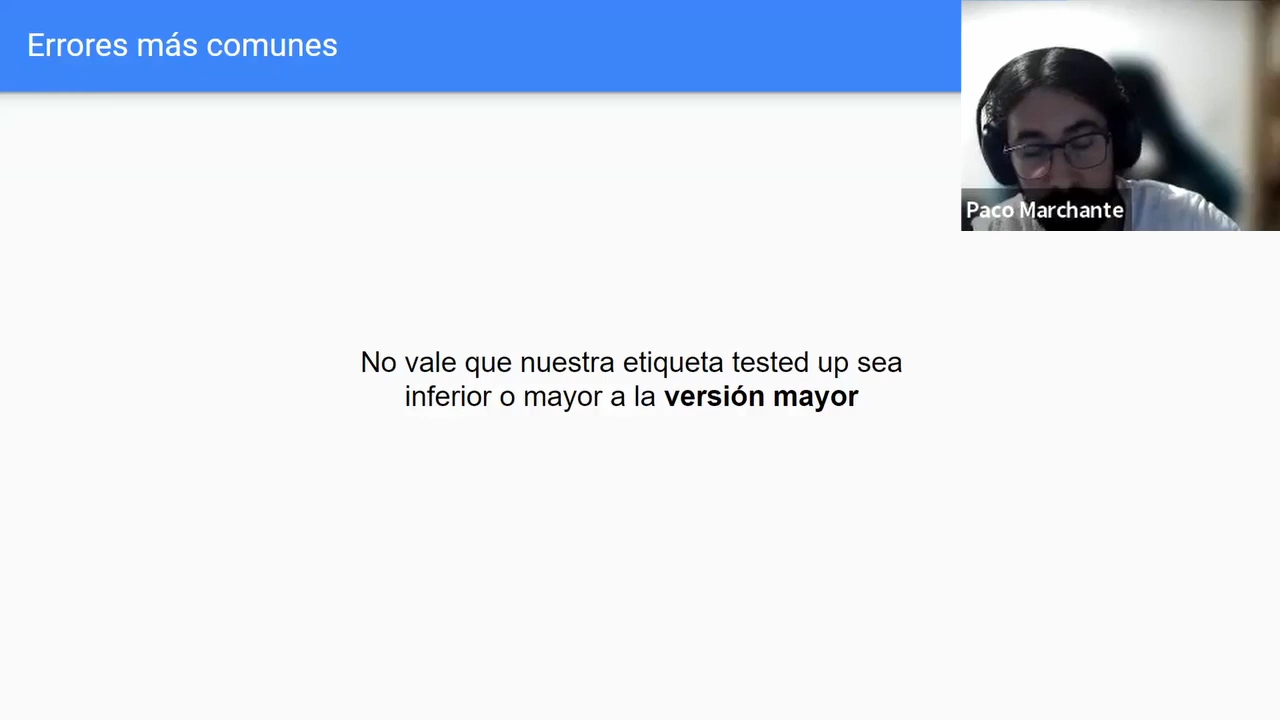 Errores más comunes
Paco Marchante
No vale que nuestra etiqueta tested up sea
inferior o mayor a la versión mayor